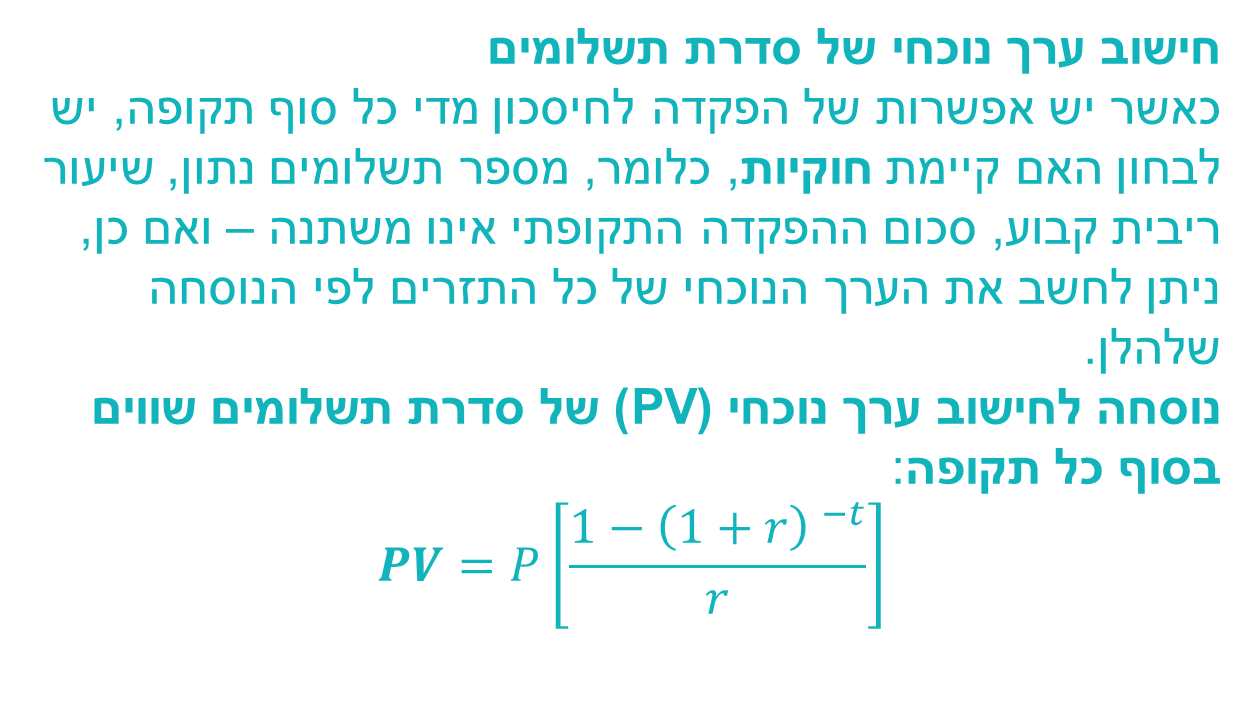 חישוב ערך נוכחי של סדרת תשלומים
כאשר יש אפשרות של הפקדה לחיסכון מדי כל סוף תקופה, יש
לבחון האם קיימת חוקיות, כלומר, מספר תשלומים נתון, שיעור
ריבית קבוע, סכום ההפקדה התקופתי אינו משתנה – ואם כן,
ניתן לחשב את הערך הנוכחי של כל התזרים לפי הנוסחה
שלהלן.
נוסחה לחישוב ערך נוכחי (PV) של סדרת תשלומים שווים
בסוף כל תקופה:
PV = P [ (1 − (1 + r)^−t) / r ]